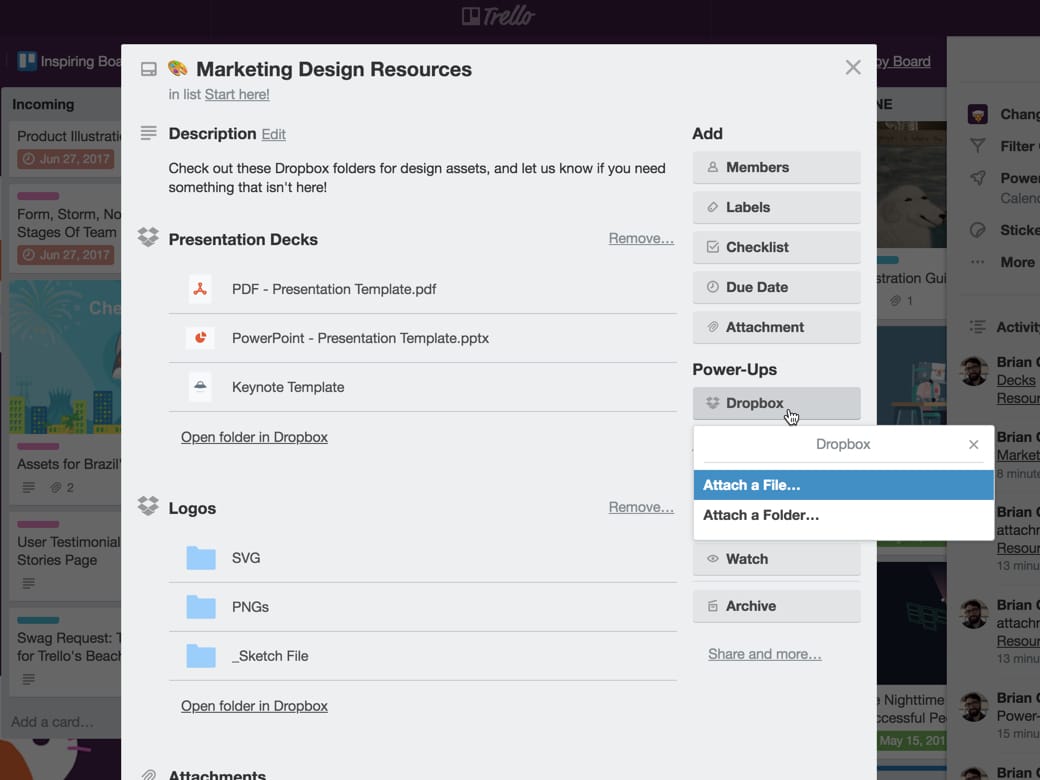 Trello
Inspiring Boa
by Board
Incoming
Product Illustrati
Jun 27, 2017
Form, Storm, No
Stages Of Team
Jun 27, 2017
Che
Assets for Brazil'
2
User Testimonial
Stories Page
Swag Request: T
for Trello's Beach
Add a card…
Marketing Design Resources
in list Start here!
Description Edit
Check out these Dropbox folders for design assets, and let us know if you need
something that isn't here!
Presentation Decks
Remove…
PDF - Presentation Template.pdf
PowerPoint - Presentation Template.pptx
Keynote Template
Open folder in Dropbox
Logos
Remove…
SVG
PNGs
_Sketch File
Open folder in Dropbox
Attachments
Add
Members
Labels
Checklist
Due Date
Attachment
Power-Ups
Dropbox
Dropbox
Attach a File…
Attach a Folder…
Watch
Archive
Share and more…
NE
stration Gui
1
e Nighttime
ccessful Pe
May 15, 201
Chang
Filter
Power
Calend
Sticke
More
Activity
Brian C
Decks
Resour
Brian C
Market
8 minute
Brian C
attachm
Resour
13 minu
Brian C
attachm
Resour
13 minu
Brian C
Power-
15 minu
Brian C